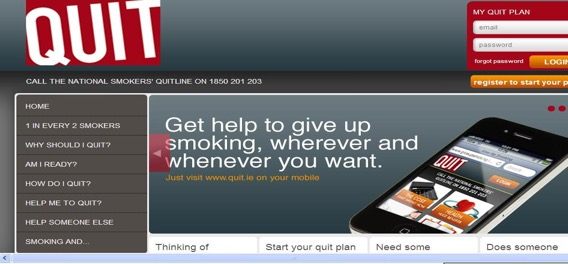 QUIT
MY QUIT PLAN
email
password
forgot password
LOGIN
CALL THE NATIONAL SMOKERS' QUITLINE ON 1850 201 203
register to start your
HOME
1 IN EVERY 2 SMOKERS
WHY SHOULD I QUIT?
AM I READY?
HOW DO I QUIT?
HELP ME TO QUIT?
HELP SOMEONE ELSE
SMOKING AND...
Get help to give up
smoking, wherever and
whenever you want.
Just visit www.quit.ie on your mobile
QUIT
CALL THE NATIONAL SMOKERS'
QUITLINE ON 1850 201 203
HEALTH
Thinking of
Start your quit plan
Need some
Does someone